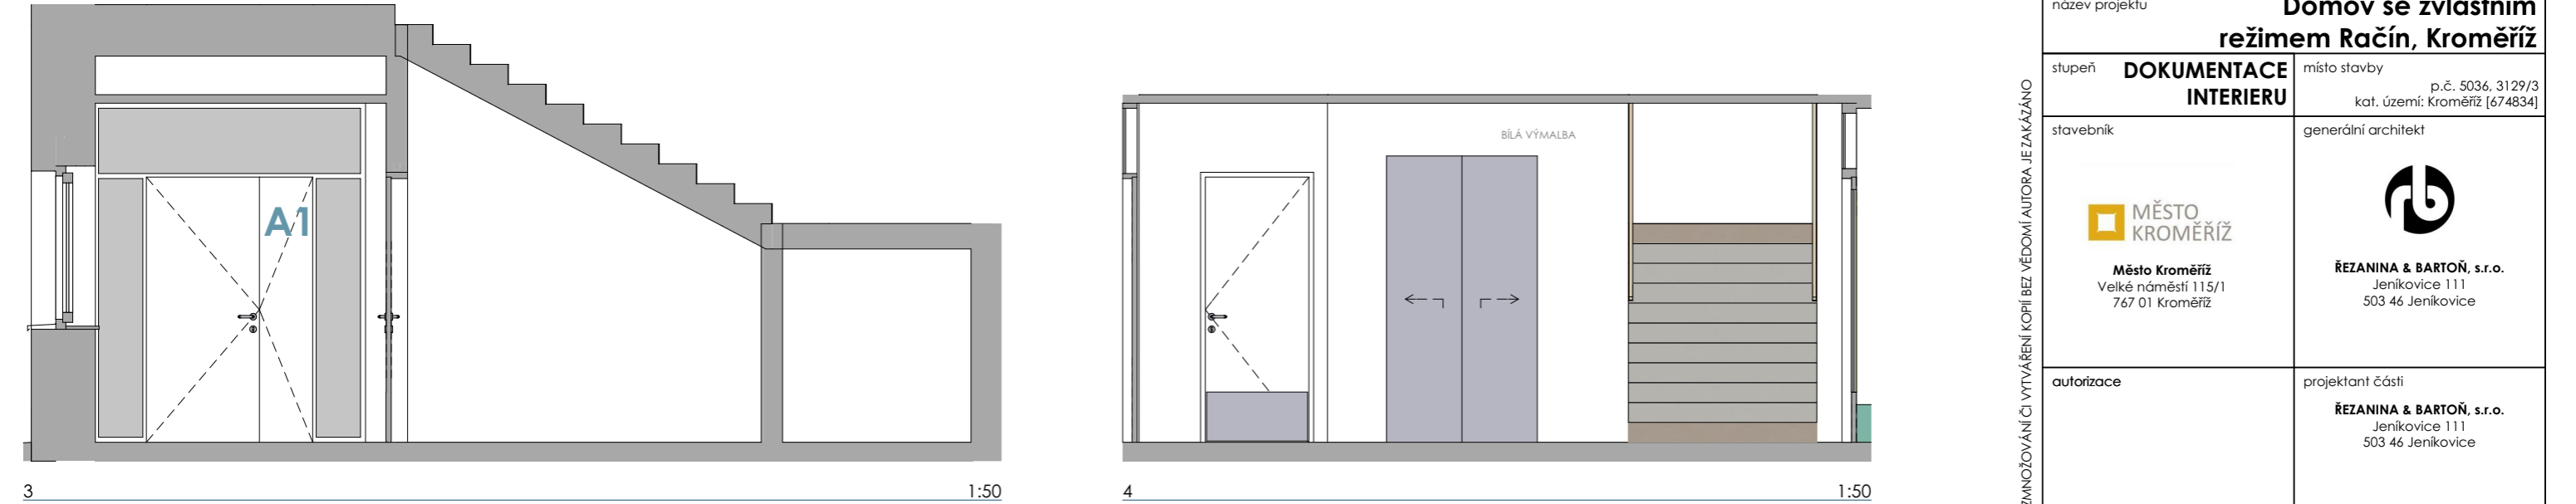 A1
3
1:50
BÍLÁ VÝMALBA
4
1:50
ZMNOŽOVÁNÍ ČI VYTVÁŘENÍ KOPIÍ BEZ VĚDOMÍ AUTORA JE ZAKÁZÁNO
název projektu
Domov se zvláštním
režimem Račín, Kroměříž
stupeň
DOKUMENTACE
INTERIERU
místo stavby
p.č. 5036, 3129/3
kat. území: Kroměříž [674834]
stavebník
MĚSTO
KROMĚŘÍŽ
Město Kroměříž
Velké náměstí 115/1
767 01 Kroměříž
generální architekt
rb
ŘEZANINA & BARTOŇ, s.r.o.
Jeníkovice 111
503 46 Jeníkovice
autorizace
projektant části
ŘEZANINA & BARTOŇ, s.r.o.
Jeníkovice 111
503 46 Jeníkovice